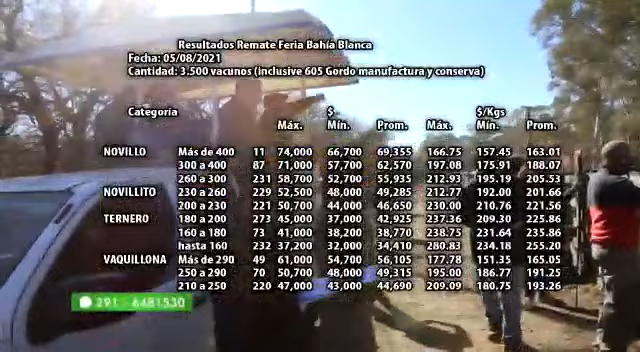 Resultados Remate Feria Bahía Blanca
Fecha: 05/08/2021
Cantidad: 3.500 vacunos (inclusive 605 Gordo manufactura y conserva)
Categoría $- $/Kgs
Máx. Mín. Prom. Máx. Mín. Prom.
NOVILLO Más de 400 11 74,000 66,700 69,355 166.75 157.45 163.01
300 a 400 87 71,000 57,700 62,570 197.08 175.91 188.07
260 a 300 231 58,700 52,700 55,935 212.93 195.19 205.53
NOVILLITO 230 a 260 229 52,500 48,000 49,285 212.77 192.00 201.66
200 a 230 221 50,700 44,000 46,650 230.00 210.76 221.56
TERNERO 180 a 200 273 45,000 37,000 42,925 237.36 209.30 225.86
160 a 180 73 41,000 38,200 38,770 238.75 231.64 235.86
hasta 160 232 37,200 32,000 34,410 280.83 234.18 255.20
VAQUILLONA Más de 290 49 61,000 54,700 56,105 177.78 151.35 165.05
250 a 290 70 50,700 48,000 49,315 195.00 186.77 191.25
210 a 250 220 47,000 43,000 44,690 209.09 180.75 193.26
291 - 6481530